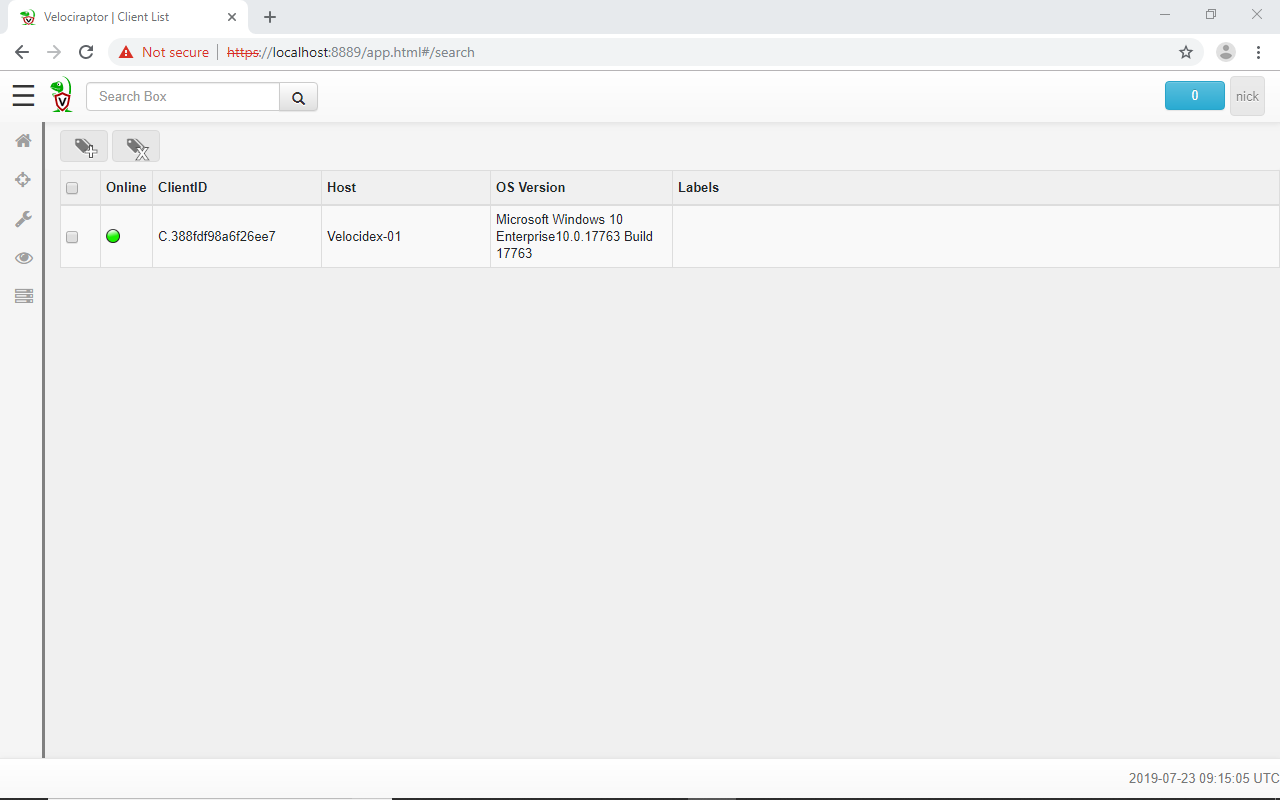 Velociraptor | Client List
Not secure
https://localhost:8889/app.html#/search
V
Search Box
0
nick
Online
ClientID
Host
OS Version
Labels
C.388fdf98a6f26ee7
Velocidex-01
Microsoft Windows 10
Enterprise10.0.17763 Build
17763
2019-07-23 09:15:05 UTC